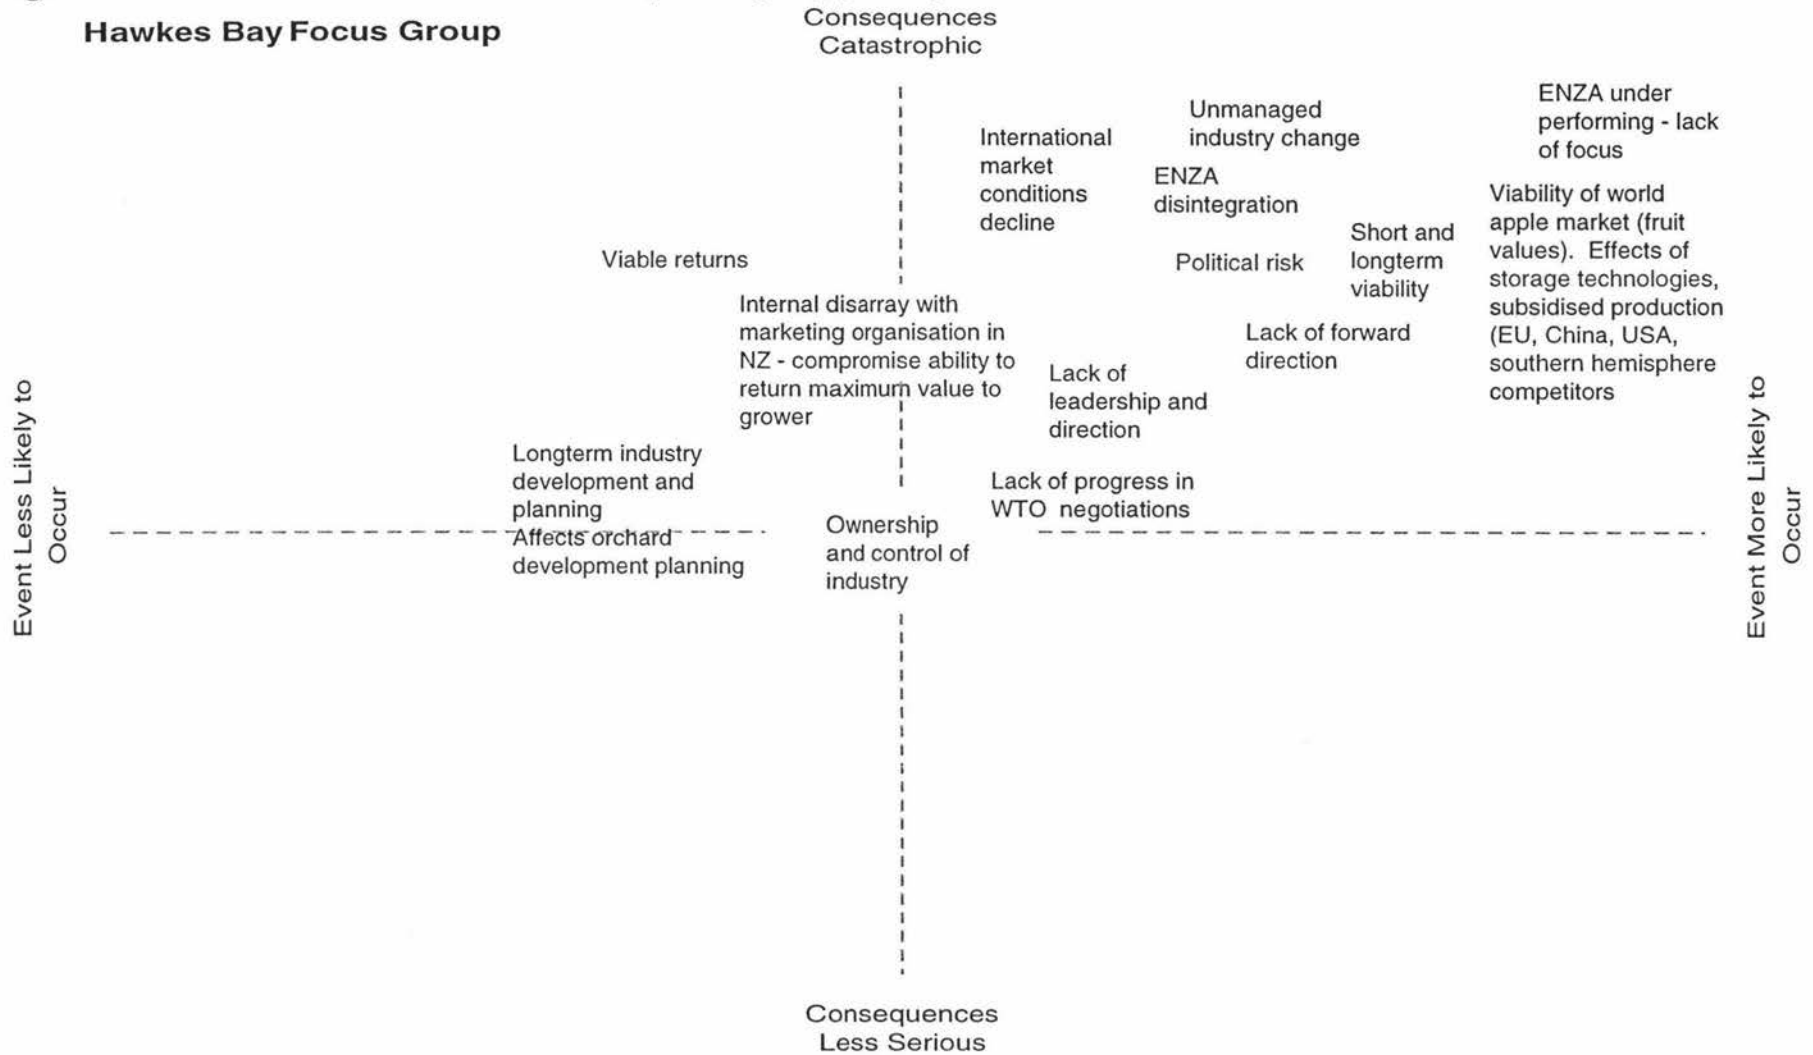 Hawkes Bay Focus Group
Consequences
Catastrophic
ENZA under
performing - lack
of focus
Unmanaged
industry change
International
market
conditions
decline
ENZA
disintegration
Viability of world
apple market (fruit
values).  Effects of
storage technologies,
subsidised production
(EU, China, USA,
southern hemisphere
competitors
Short and
longterm
viability
Political risk
Viable returns
Internal disarray with
marketing organisation in
NZ - compromise ability to
return maximum value to
grower
Lack of forward
direction
Lack of
leadership and
direction
Longterm industry
development and
planning
Affects orchard
development planning
Lack of progress in
WTO  negotiations
Ownership
and control of
industry
Event Less Likely to
Occur
Event More Likely to
Occur
Consequences
Less Serious